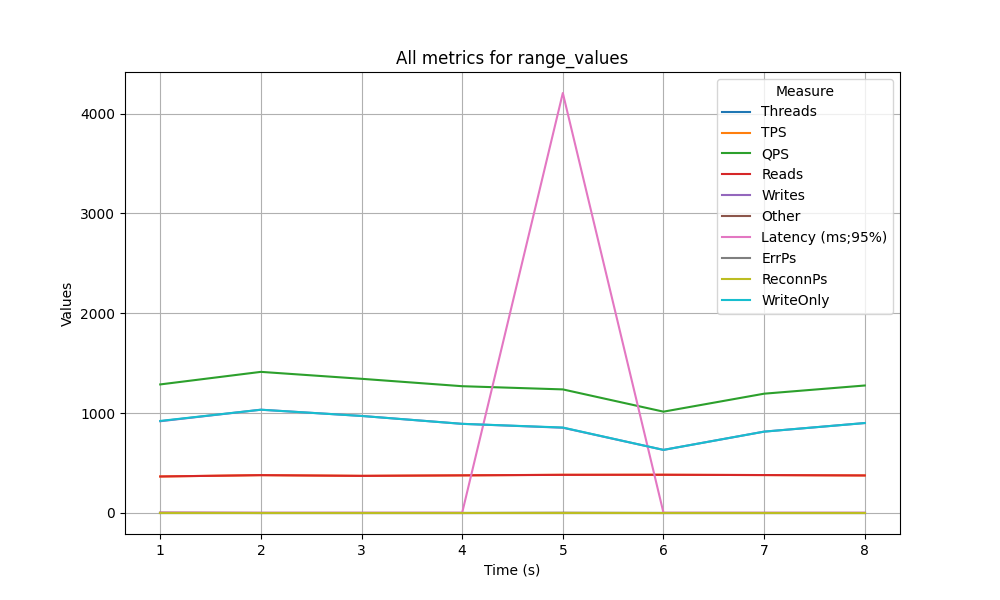 All metrics for range_values
Measure
Threads
TPS
QPS
Reads
Writes
Other
Latency (ms;95%)
ErrPs
ReconnPs
WriteOnly
Values
4000
3000
2000
1000
0
1 2 3 4 5 6 7 8
Time (s)